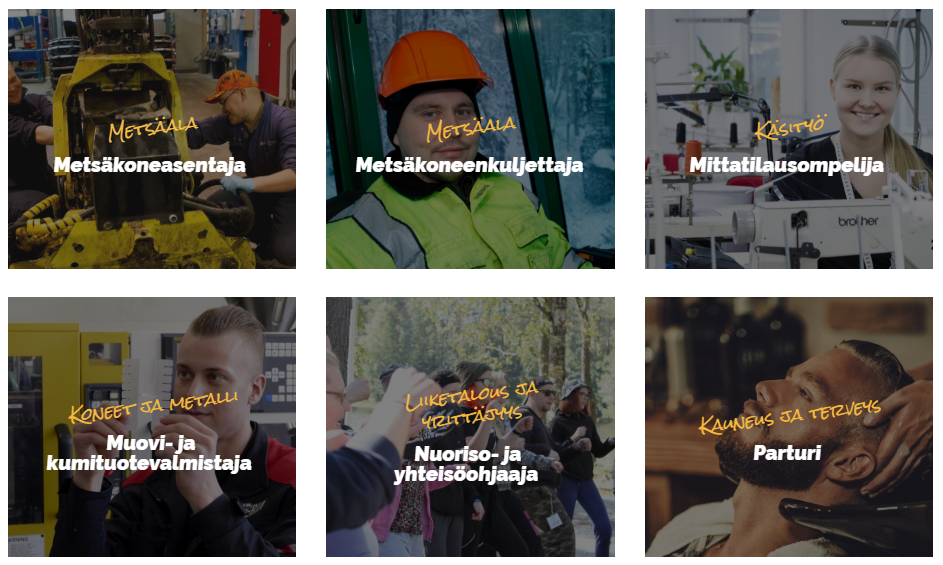 Metsäala
Metsäkoneasentaja
Metsäala
Metsäkoneenkuljettaja
Käsityö
Mittatilausompelija
brother
Koneet ja metalli
Muovi- ja
kumituotevalmistaja
Liiketalous ja
yrittäjyys
Nuoriso- ja
yhteisöohjaaja
Kauneus ja terveys
Parturi